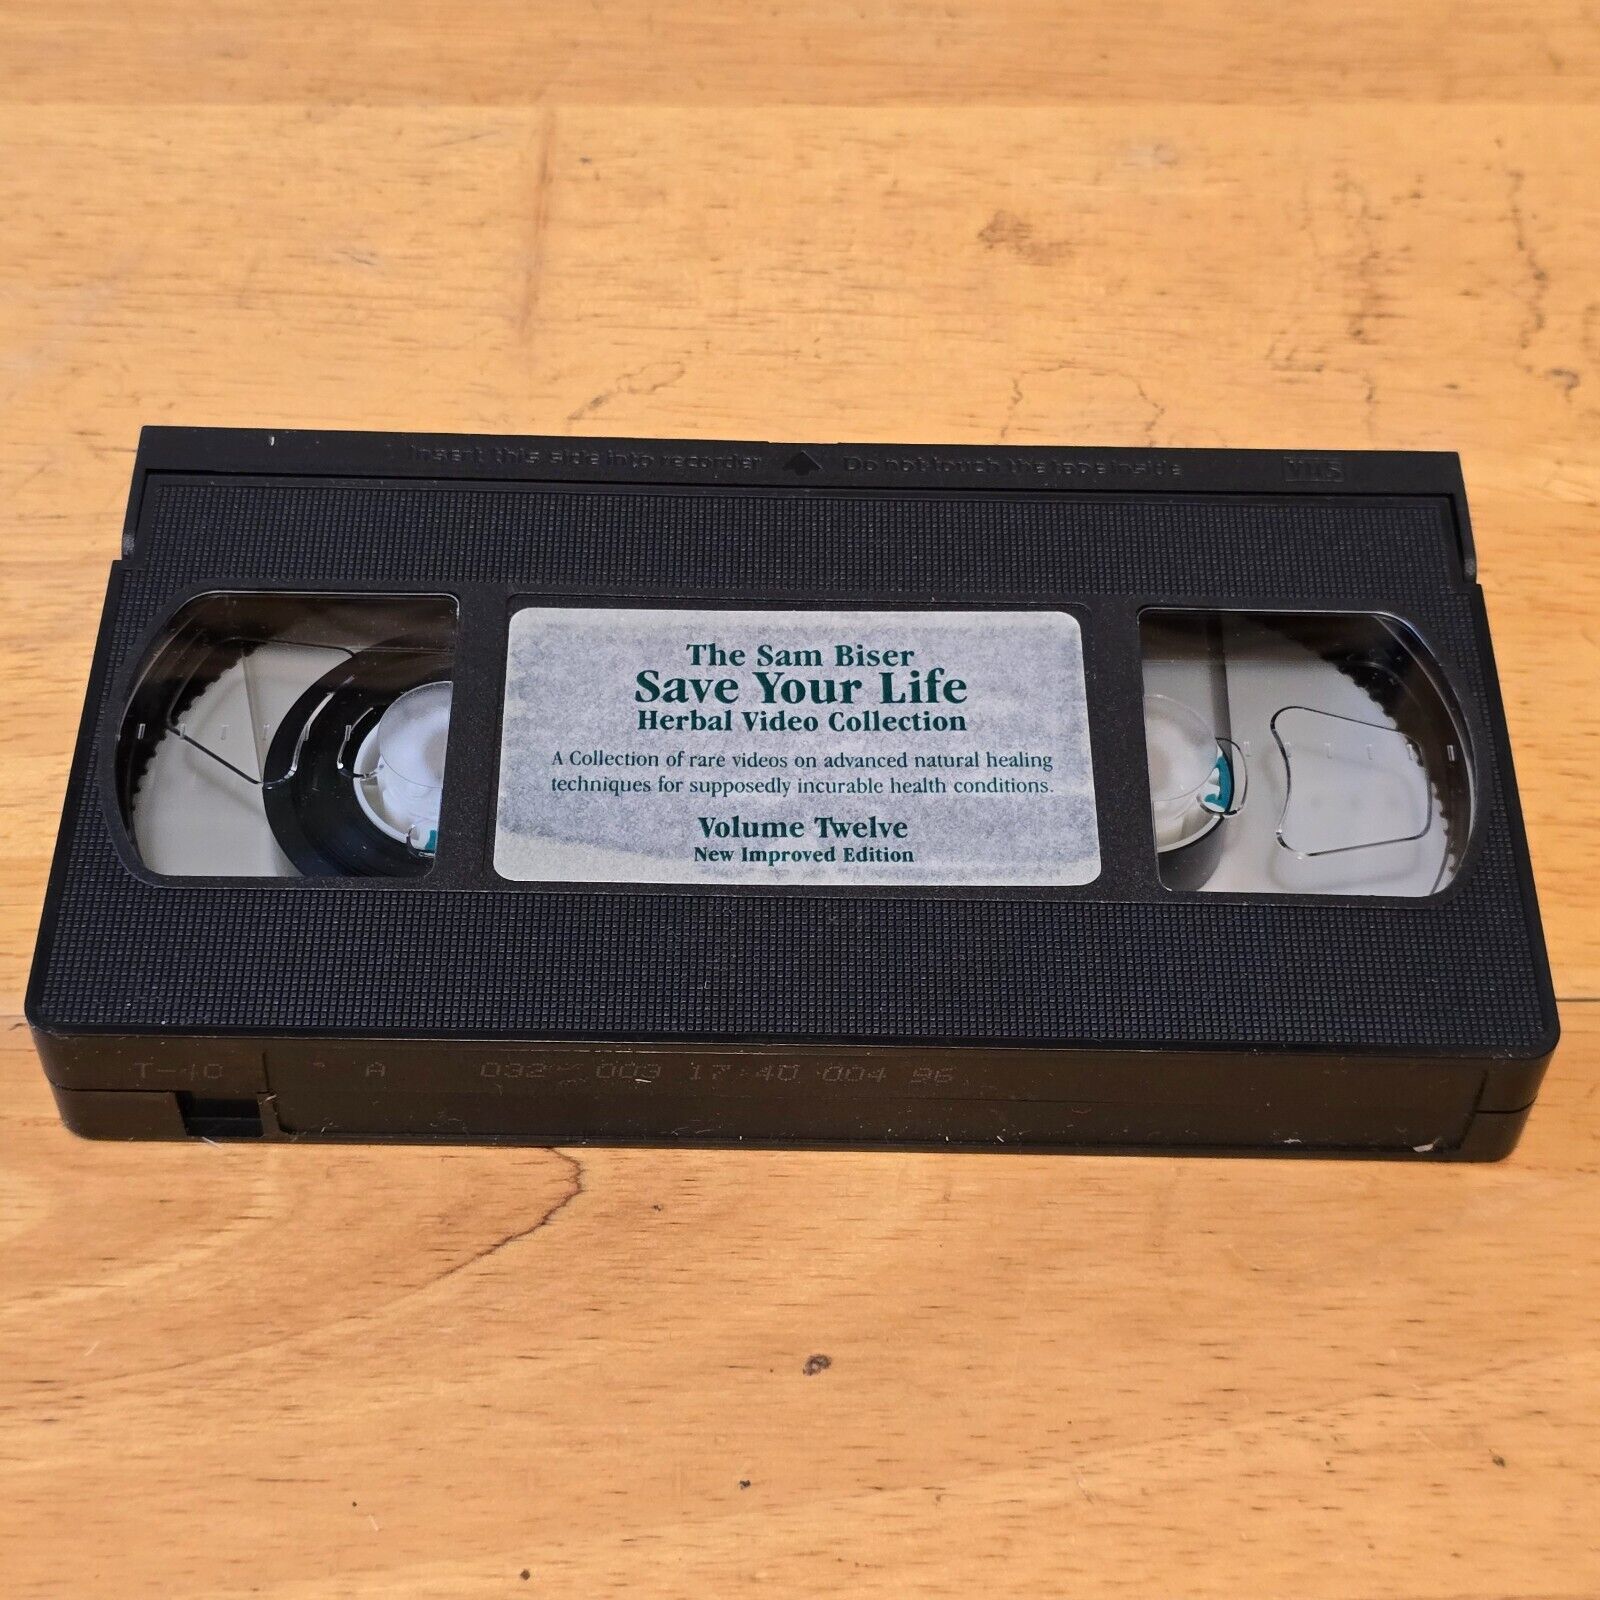 Insert this side into recorder Do not touch the tape inside VHS
The Sam Biser
Save Your Life
Herbal Video Collection
A Collection of rare videos on advanced natural healing
techniques for supposedly incurable health conditions.
Volume Twelve
New Improved Edition
T-40 A 032 003 17:40 004 96